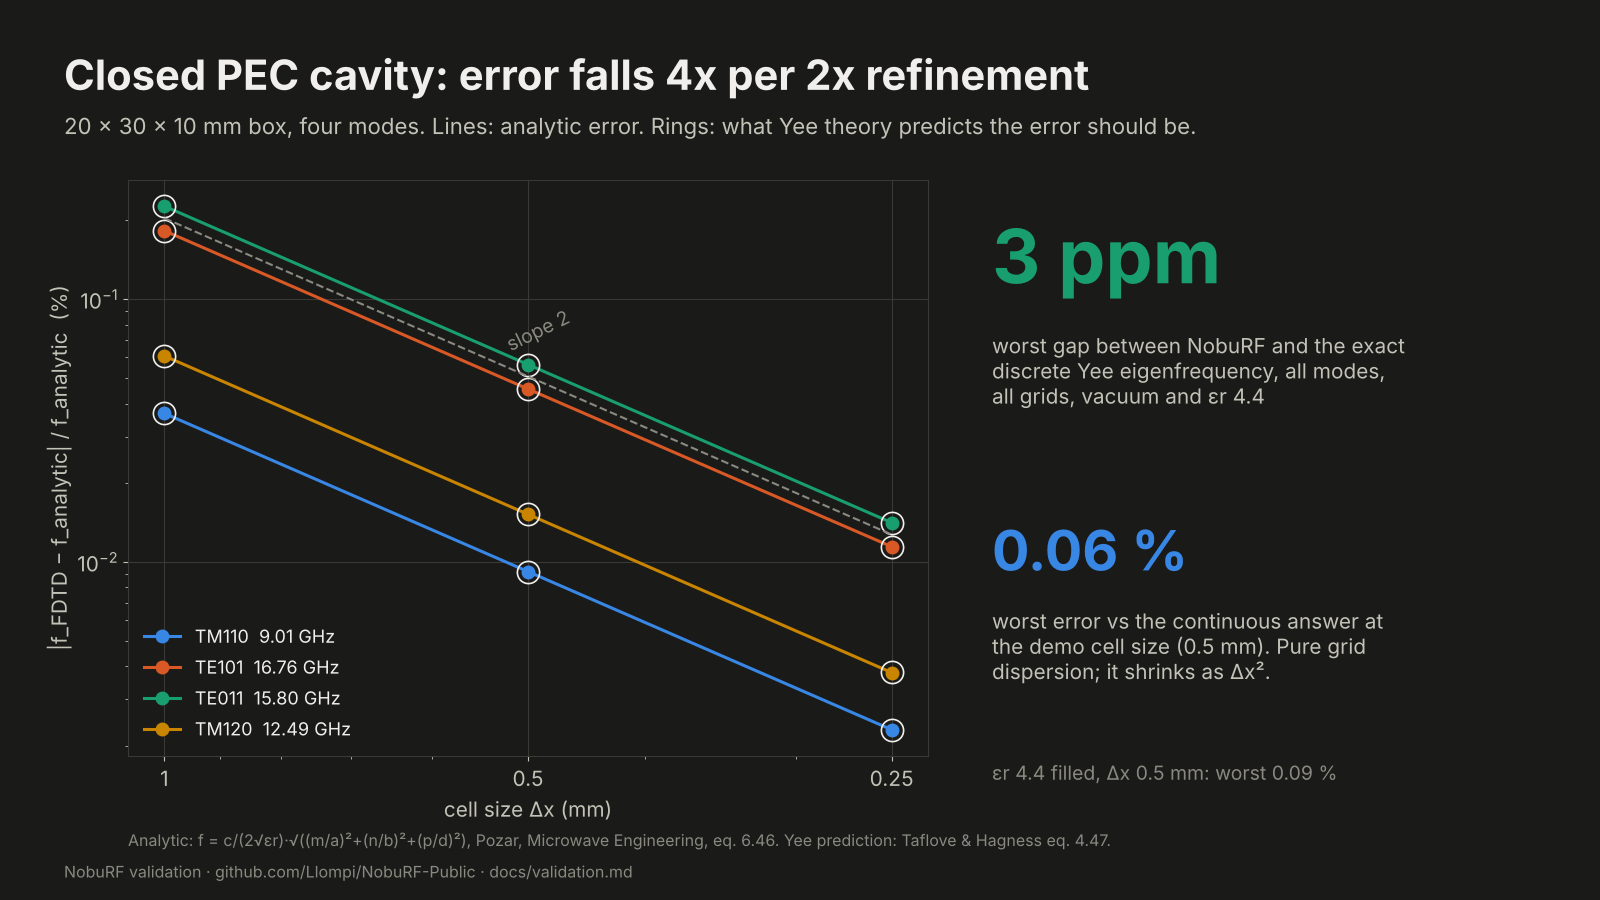 Closed PEC cavity: error falls 4x per 2x refinement
20 × 30 × 10 mm box, four modes. Lines: analytic error. Rings: what Yee theory predicts the error should be.
|f_FDTD − f_analytic| / f_analytic (%)
10⁻¹
10⁻²
slope 2
TM110 9.01 GHz
TE101 16.76 GHz
TE011 15.80 GHz
TM120 12.49 GHz
1
0.5
0.25
cell size Δx (mm)
3 ppm
worst gap between NobuRF and the exact
discrete Yee eigenfrequency, all modes,
all grids, vacuum and εr 4.4
0.06 %
worst error vs the continuous answer at
the demo cell size (0.5 mm). Pure grid
dispersion; it shrinks as Δx².
εr 4.4 filled, Δx 0.5 mm: worst 0.09 %
Analytic: f = c/(2√εr)·√((m/a)²+(n/b)²+(p/d)²), Pozar, Microwave Engineering, eq. 6.46. Yee prediction: Taflove & Hagness eq. 4.47.
NobuRF validation · github.com/Llompi/NobuRF-Public · docs/validation.md